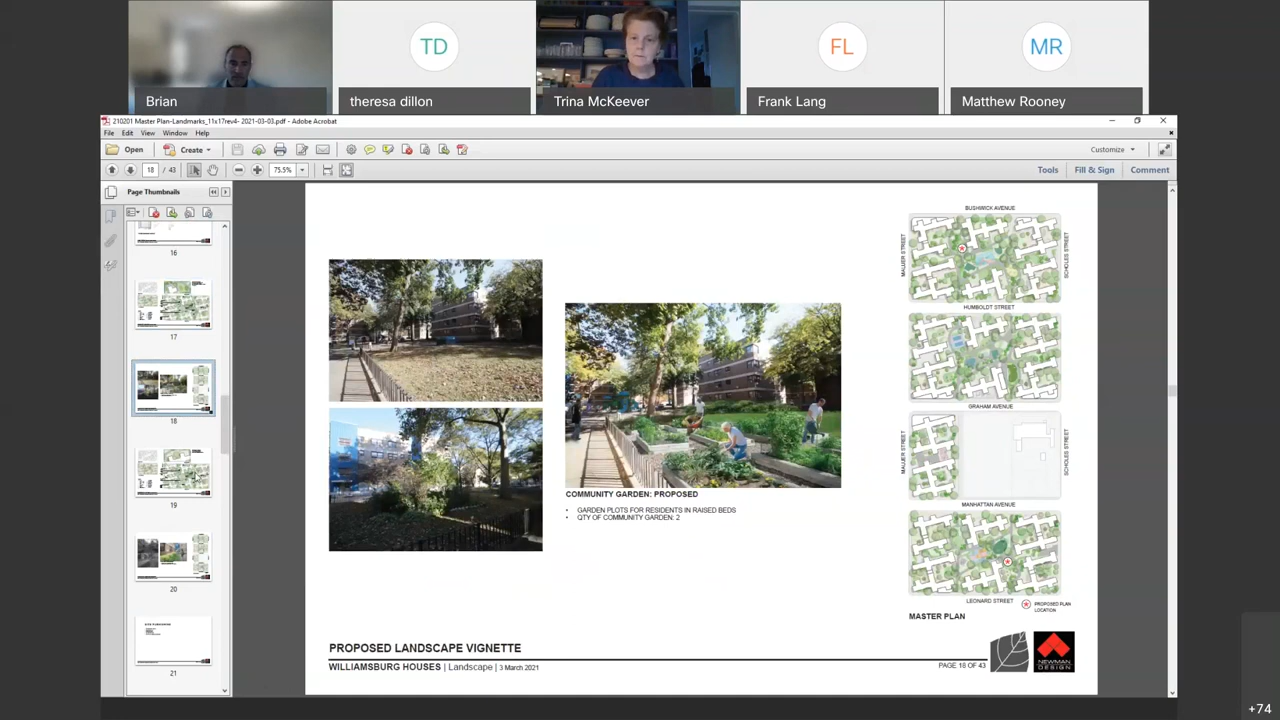 TD
FL
MR
Brian
theresa dillon
Trina McKeever
Frank Lang
Matthew Rooney
210201 Master Plan-Landmarks_11x17rev4- 2021-03-03.pdf - Adobe Acrobat
File Edit View Window Help
Open Create Customize
18 / 43 75.5% Tools Fill & Sign Comment
Page Thumbnails
16
17
18
19
20
21
BUSHWICK AVENUE
MAUJER STREET
SCHOLES STREET
HUMBOLDT STREET
GRAHAM AVENUE
MAUJER STREET
SCHOLES STREET
MANHATTAN AVENUE
LEONARD STREET
PROPOSED PLAN
LOCATION
MASTER PLAN
COMMUNITY GARDEN: PROPOSED
• GARDEN PLOTS FOR RESIDENTS IN RAISED BEDS
• QTY OF COMMUNITY GARDEN: 2
PROPOSED LANDSCAPE VIGNETTE
WILLIAMSBURG HOUSES | Landscape | 3 March 2021
PAGE 18 OF 43
NEWMAN
DESIGN
+74